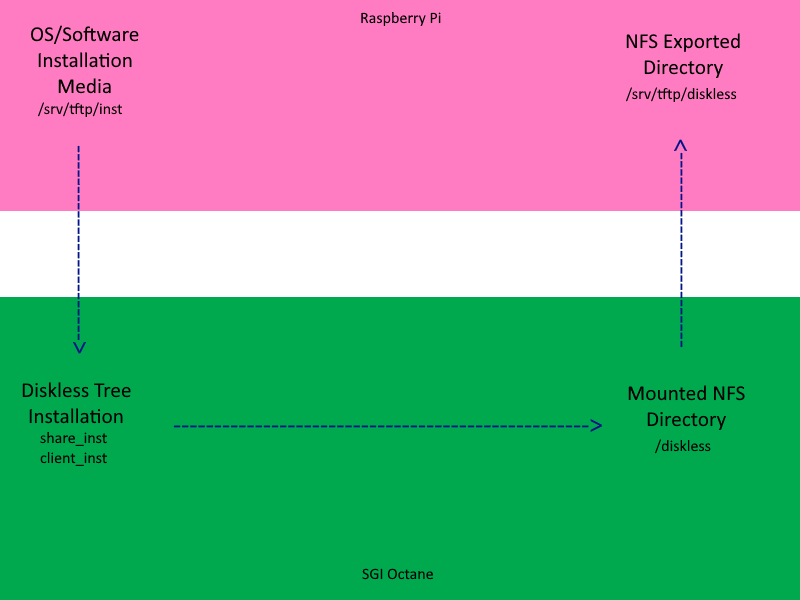 Raspberry Pi
OS/Software
Installation
Media
/srv/tftp/inst
NFS Exported
Directory
/srv/tftp/diskless
Diskless Tree
Installation
share_inst
client_inst
Mounted NFS
Directory
/diskless
SGI Octane